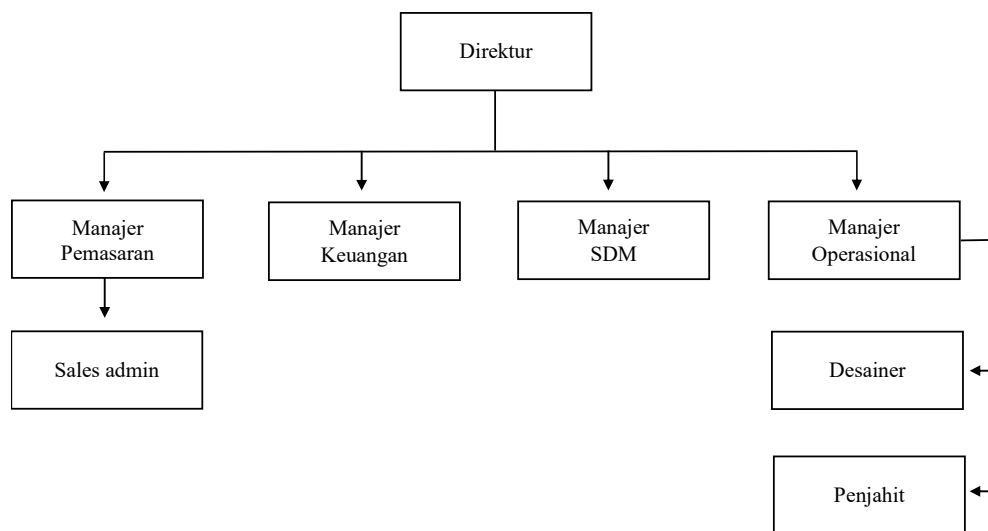 Direktur
Manajer
Pemasaran
Manajer
Keuangan
Manajer
SDM
Manajer
Operasional
Sales admin
Desainer
Penjahit